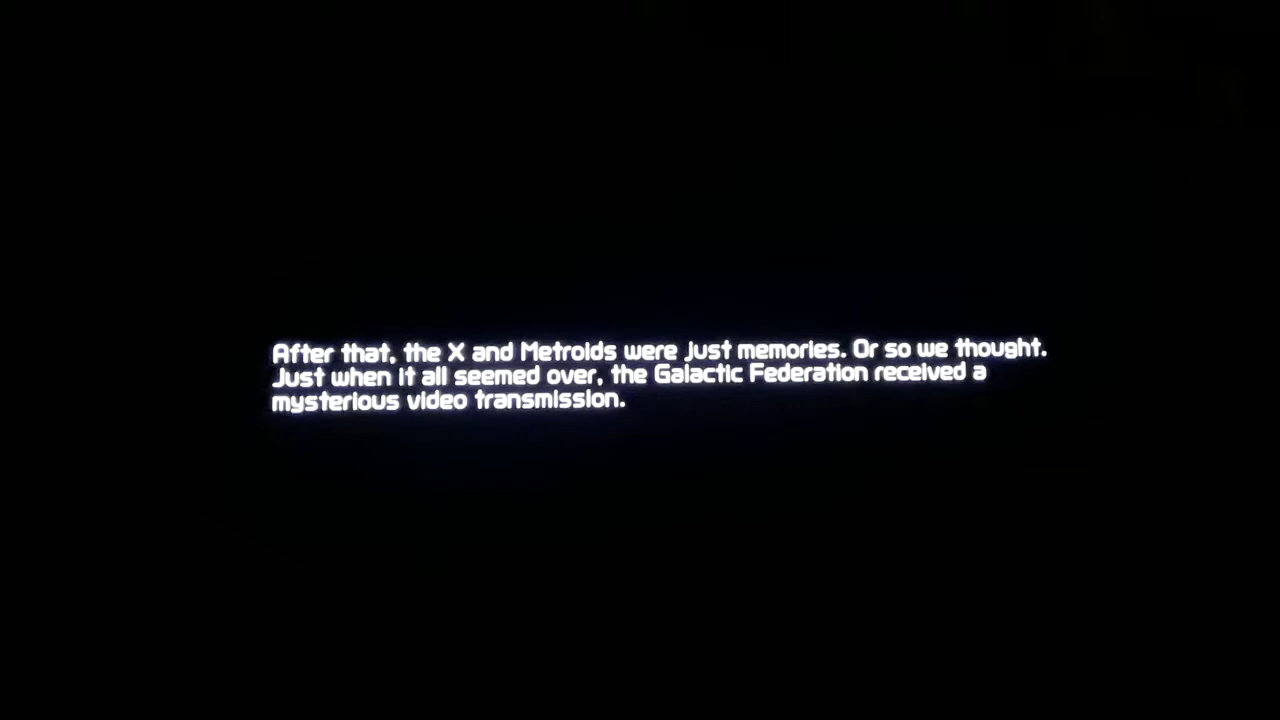 After that, the X and Metroids were just memories. Or so we thought.
Just when it all seemed over, the Galactic Federation received a
mysterious video transmission.